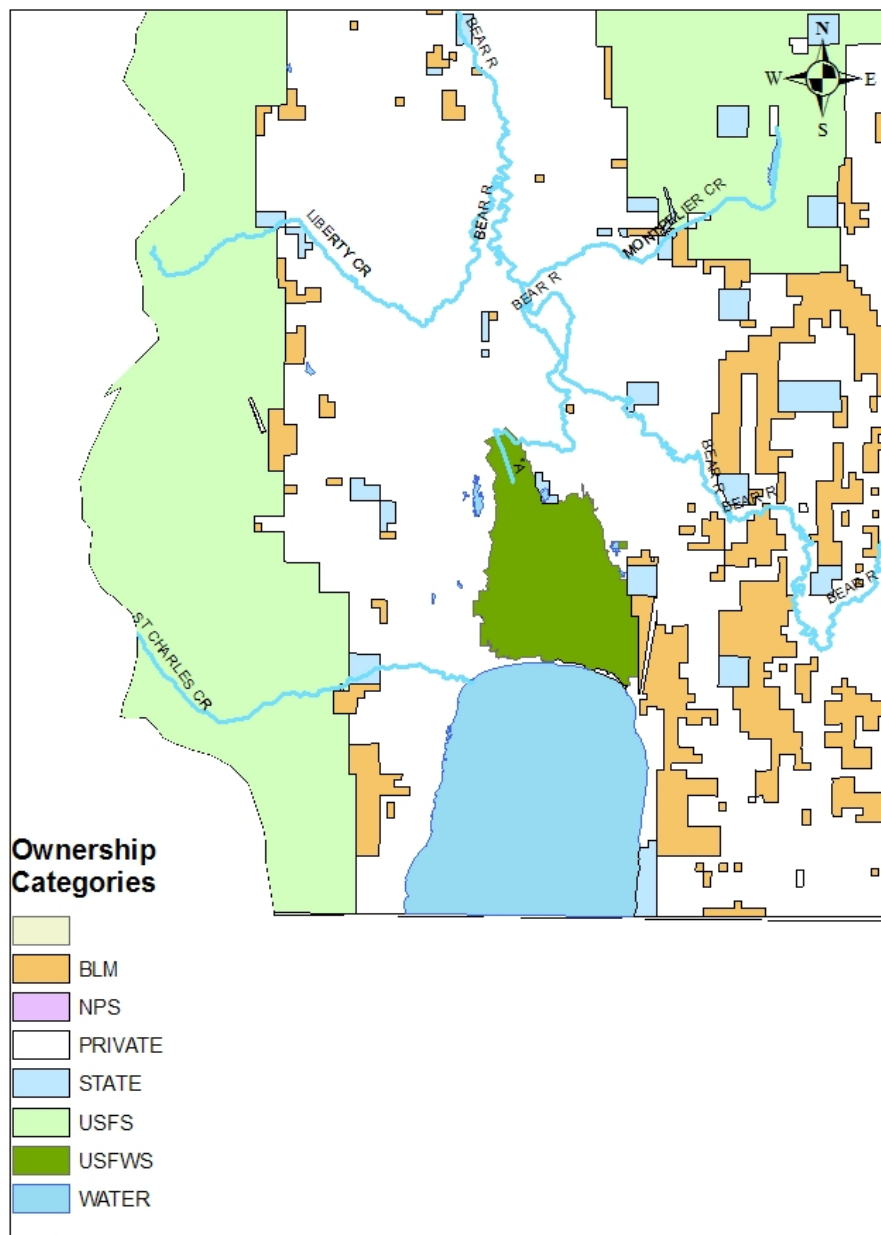 BEAR R
N
W
E
S
BEAR R
LIBERTY CR
MONTPELIER CR
BEAR R
BEAR R
BEAR R
'A'
BEAR R
ST CHARLES CR
Ownership
Categories
BLM
NPS
PRIVATE
STATE
USFS
USFWS
WATER